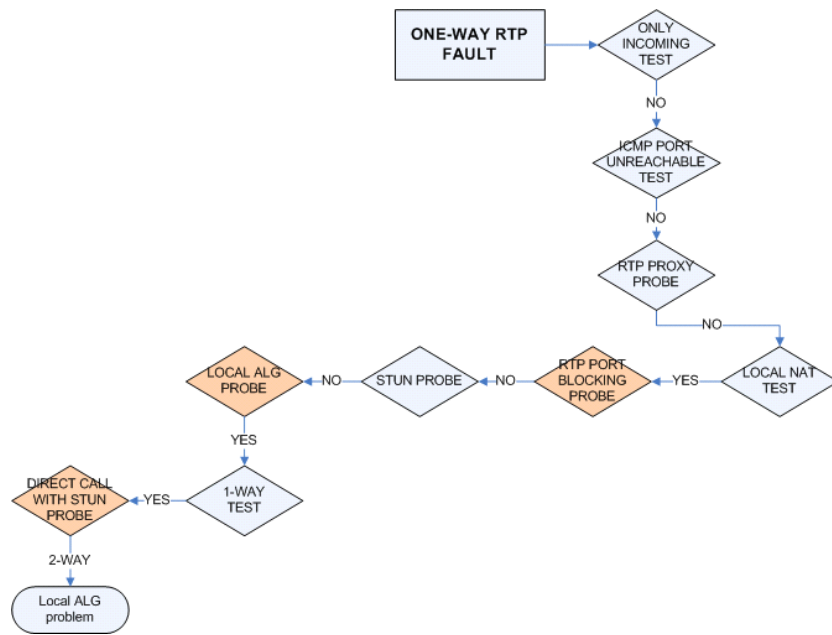 ONE-WAY RTP
FAULT
ONLY
INCOMING
TEST
NO
ICMP PORT
UNREACHABLE
TEST
NO
RTP PROXY
PROBE
NO
LOCAL NAT
TEST
YES
RTP PORT
BLOCKING
PROBE
NO
STUN PROBE
NO
LOCAL ALG
PROBE
YES
1-WAY
TEST
YES
DIRECT CALL
WITH STUN
PROBE
2-WAY
Local ALG
problem